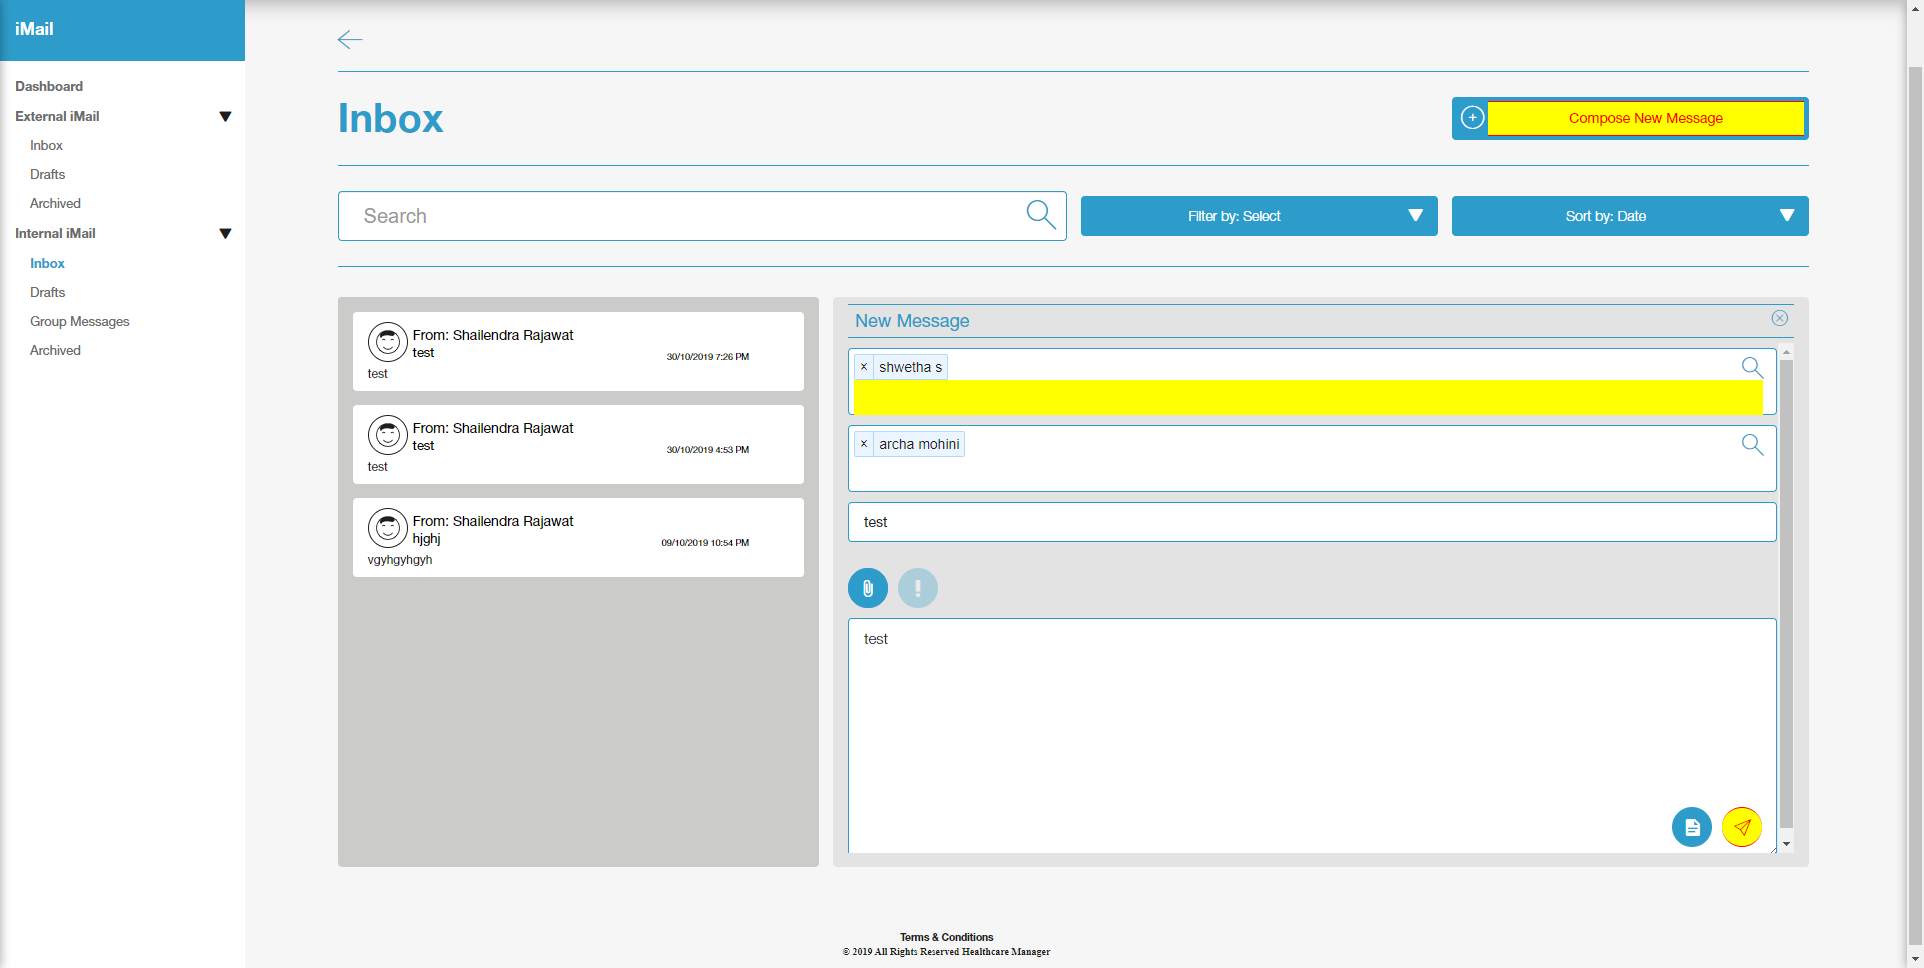 iMail
Dashboard
External iMail
Inbox
Drafts
Archived
Internal iMail
Inbox
Drafts
Group Messages
Archived
Inbox
Compose New Message
Search
Filter by: Select
Sort by: Date
From: Shailendra Rajawat
test
30/10/2019 7:26 PM
test
From: Shailendra Rajawat
test
30/10/2019 4:53 PM
test
From: Shailendra Rajawat
hjghj
09/10/2019 10:54 PM
vgyhgyhgyh
New Message
× shwetha s
× archa mohini
test
test
Terms & Conditions
© 2019 All Rights Reserved Healthcare Manager